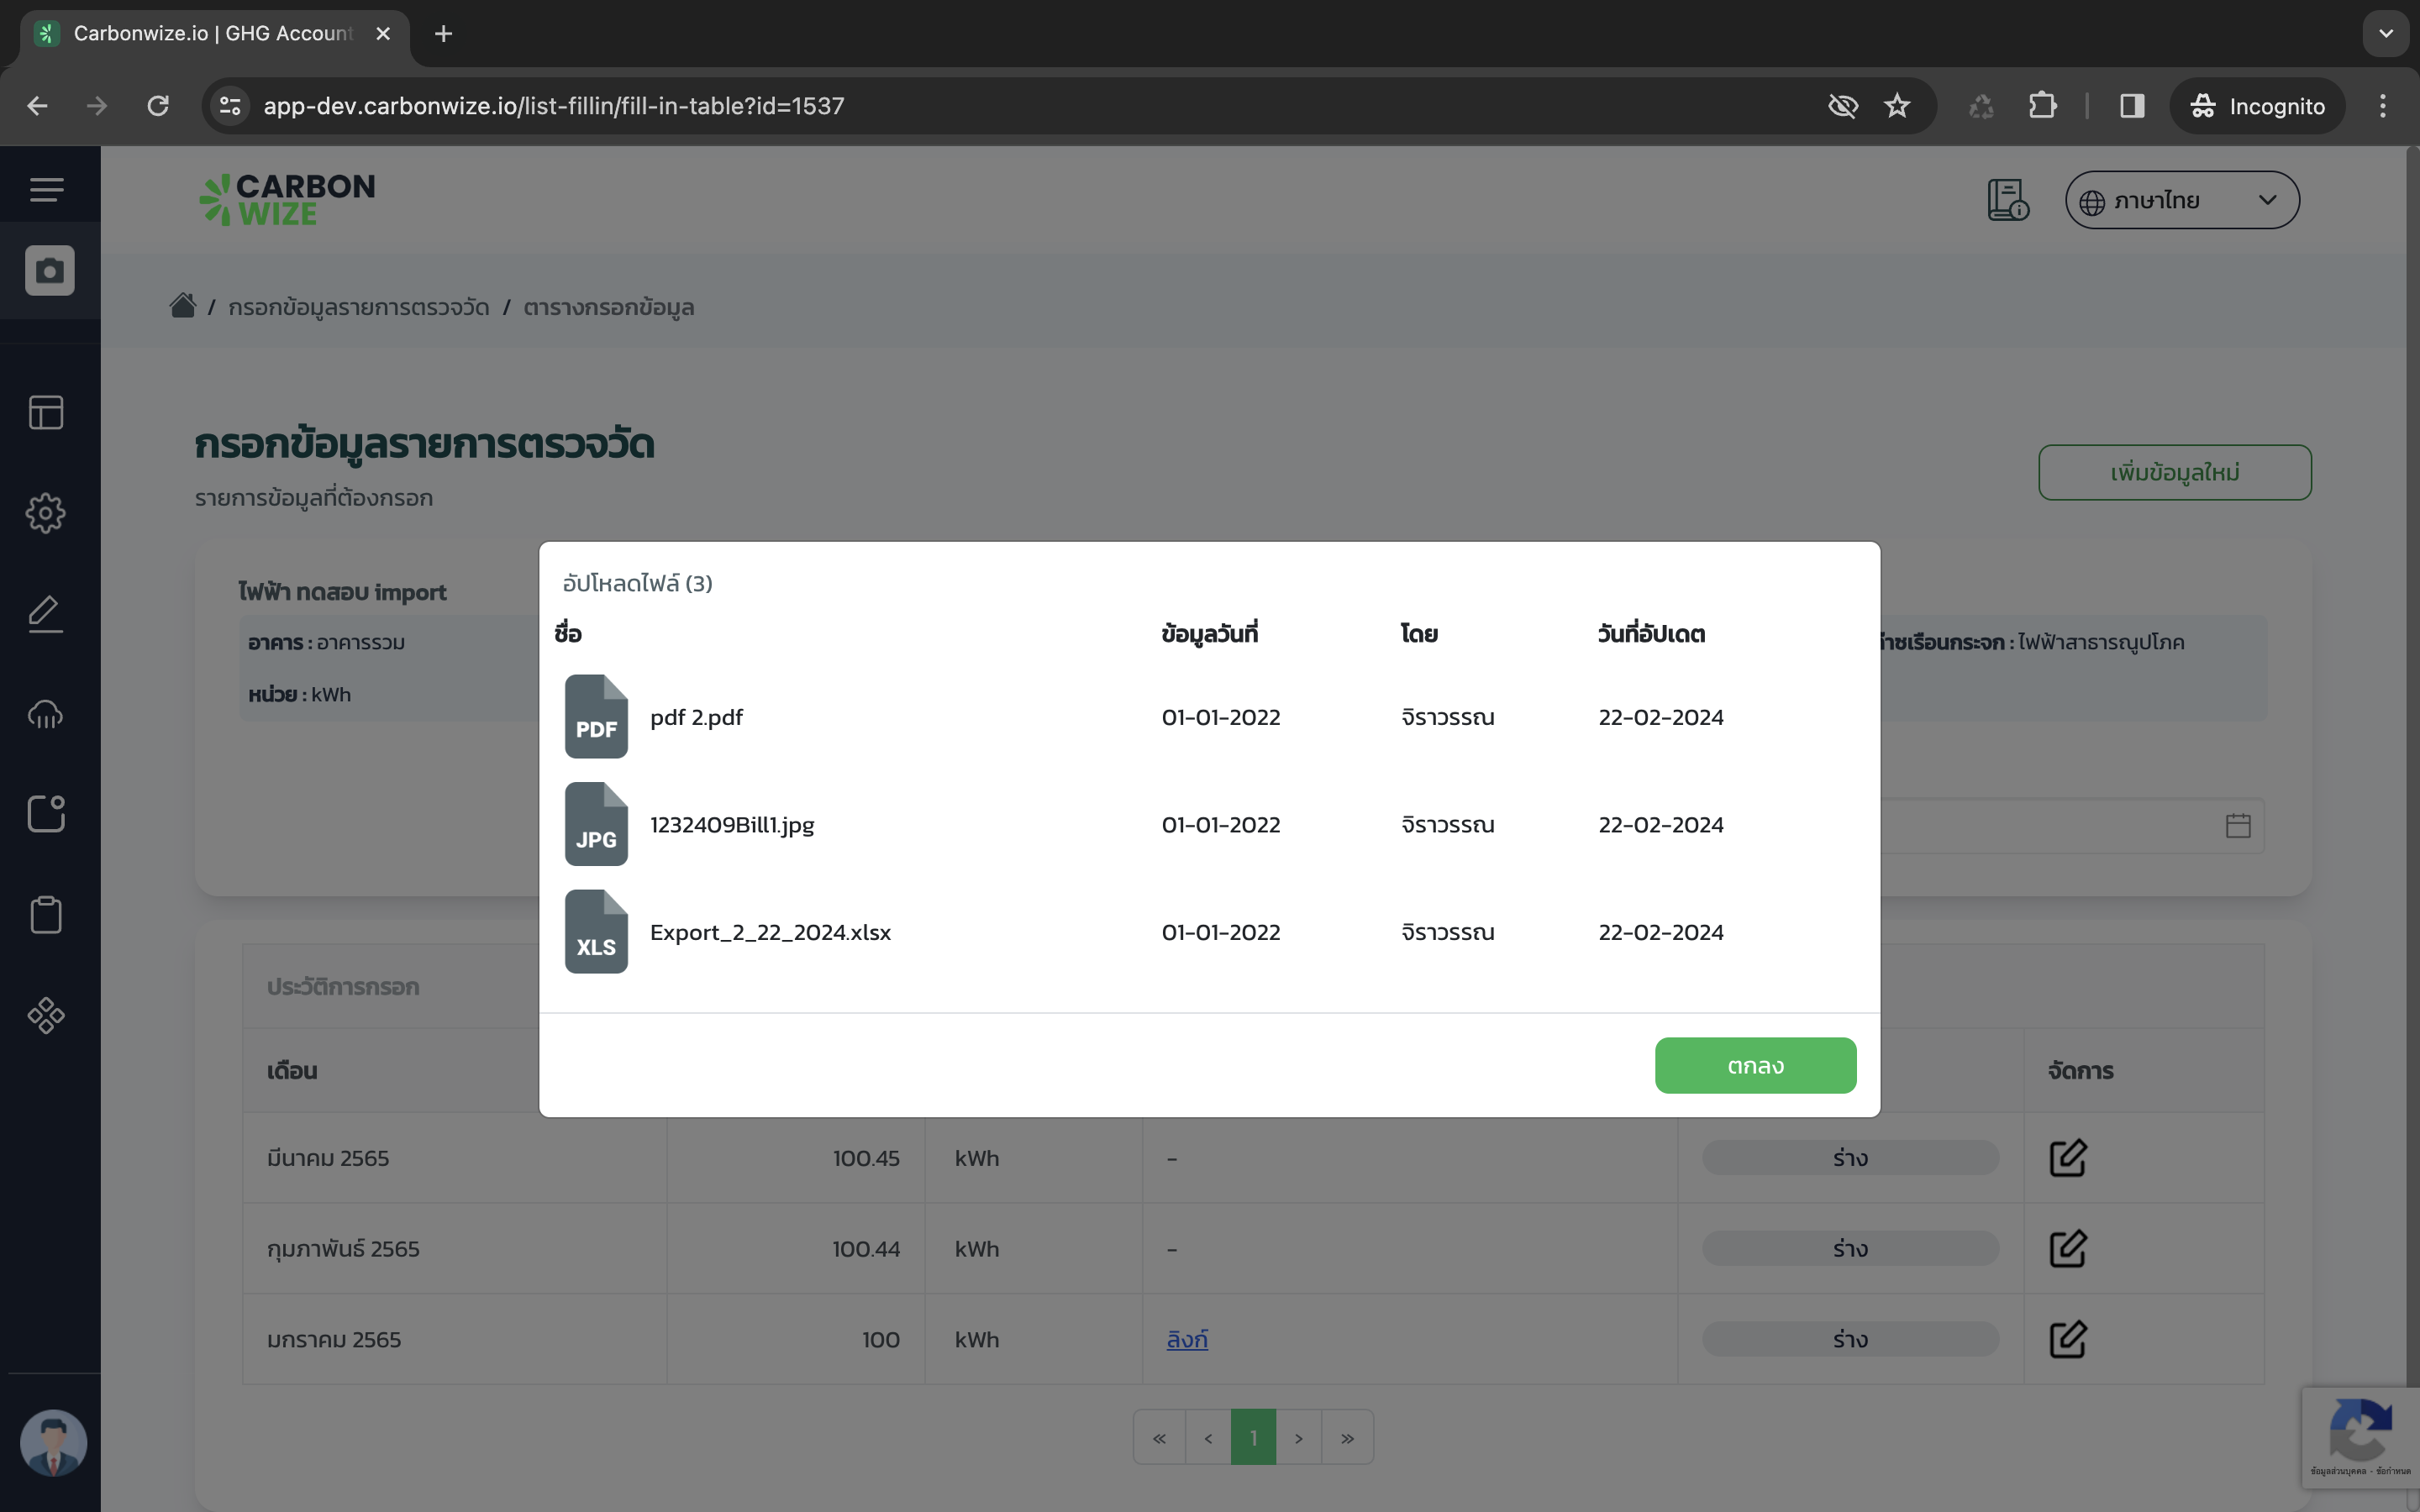 Carbonwize.io | GHG Account
app-dev.carbonwize.io/list-fillin/fill-in-table?id=1537
Incognito
CARBON
WIZE
ภาษาไทย
/ กรอกข้อมูลรายการตรวจวัด / ตารางกรอกข้อมูล
กรอกข้อมูลรายการตรวจวัด
รายการข้อมูลที่ต้องกรอก
เพิ่มข้อมูลใหม่
ไฟฟ้า ทดสอบ import
อาคาร : อาคารรวม
หน่วย : kWh
ก๊าซเรือนกระจก : ไฟฟ้าสาธารณูปโภค
อัปโหลดไฟล์ (3)
ชื่อ ข้อมูลวันที่ โดย วันที่อัปเดต
PDF pdf 2.pdf 01-01-2022 จิราวรรณ 22-02-2024
JPG 1232409Bill1.jpg 01-01-2022 จิราวรรณ 22-02-2024
XLS Export_2_22_2024.xlsx 01-01-2022 จิราวรรณ 22-02-2024
ตกลง
ประวัติการกรอก
เดือน จัดการ
มีนาคม 2565 100.45 kWh - ร่าง
กุมภาพันธ์ 2565 100.44 kWh - ร่าง
มกราคม 2565 100 kWh ลิงก์ ร่าง
« < 1 > »
ข้อมูลส่วนบุคคล - ข้อกำหนด